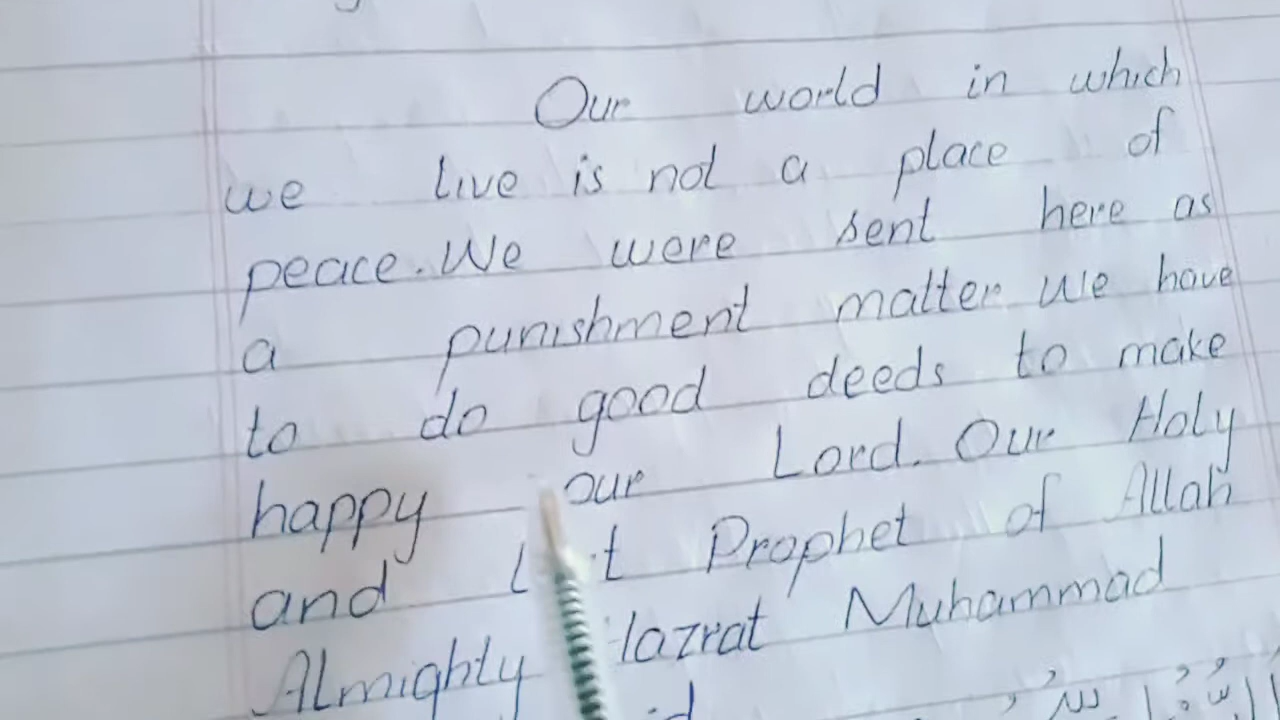 Our world in which
we live is not a place of
peace. We were sent here as
a punishment matter We have
to do good deeds to make
happy our Lord. Our Holy
and Prophet of Allah
Almighty Muhammad